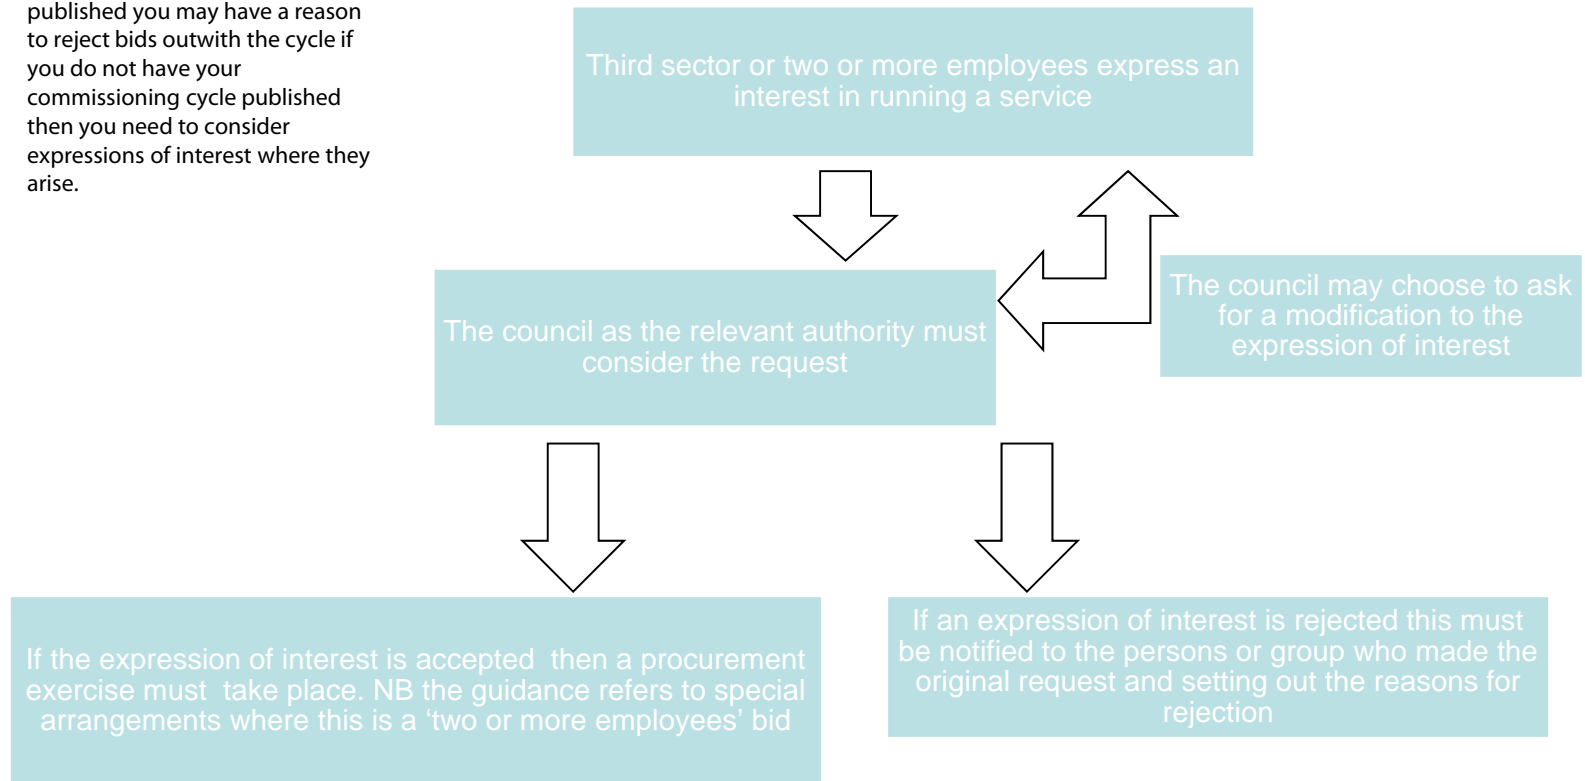 published you may have a reason
to reject bids outwith the cycle if
you do not have your
commissioning cycle published
then you need to consider
expressions of interest where they
arise.
Third sector or two or more employees express an
interest in running a service
The council may choose to ask
for a modification to the
expression of interest
The council as the relevant authority must
consider the request
If the expression of interest is accepted  then a procurement
exercise must  take place. NB the guidance refers to special
arrangements where this is a ‘two or more employees’ bid
If an expression of interest is rejected this must
be notified to the persons or group who made the
original request and setting out the reasons for
rejection